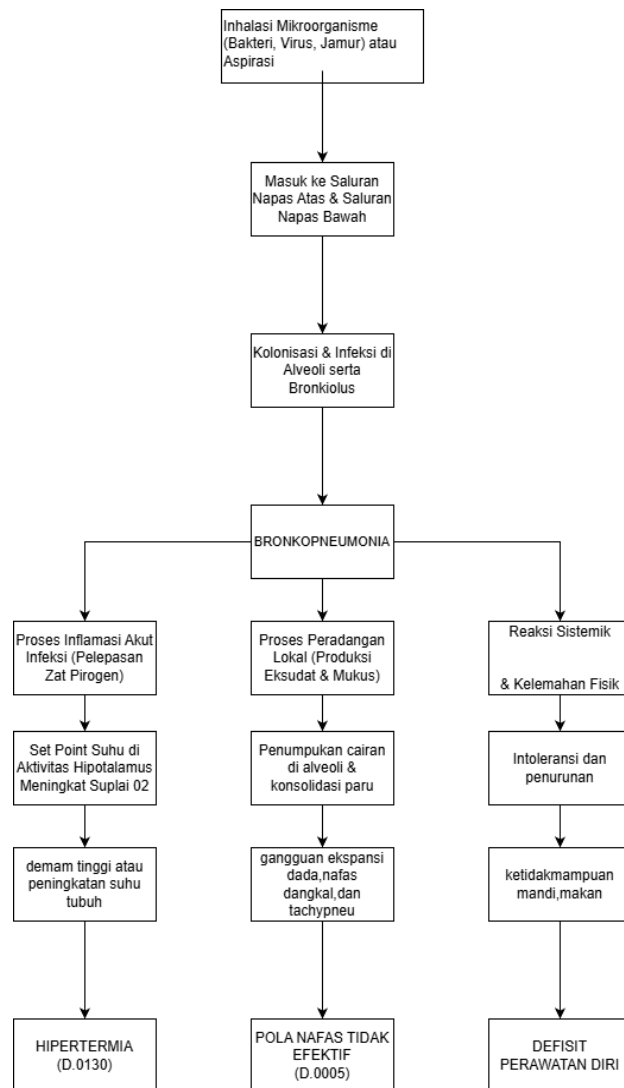 Inhalasi Mikroorganisme
(Bakteri, Virus, Jamur) atau
Aspirasi
Masuk ke Saluran
Napas Atas & Saluran
Napas Bawah
Kolonisasi & Infeksi di
Alveoli serta
Bronkiolus
BRONKOPNEUMONIA
Proses Inflamasi Akut
Infeksi (Pelepasan
Zat Pirogen)
Proses Peradangan
Lokal (Produksi
Eksudat & Mukus)
Reaksi Sistemik
& Kelemahan Fisik
Set Point Suhu di
Aktivitas Hipotalamus
Meningkat Suplai 02
Penumpukan cairan
di alveoli &
konsolidasi paru
Intoleransi dan
penurunan
demam tinggi atau
peningkatan suhu
tubuh
gangguan ekspansi
dada,nafas
dangkal,dan
tachypneu
ketidakmampuan
mandi,makan
HIPERTERMIA
(D.0130)
POLA NAFAS TIDAK
EFEKTIF
(D.0005)
DEFISIT
PERAWATAN DIRI